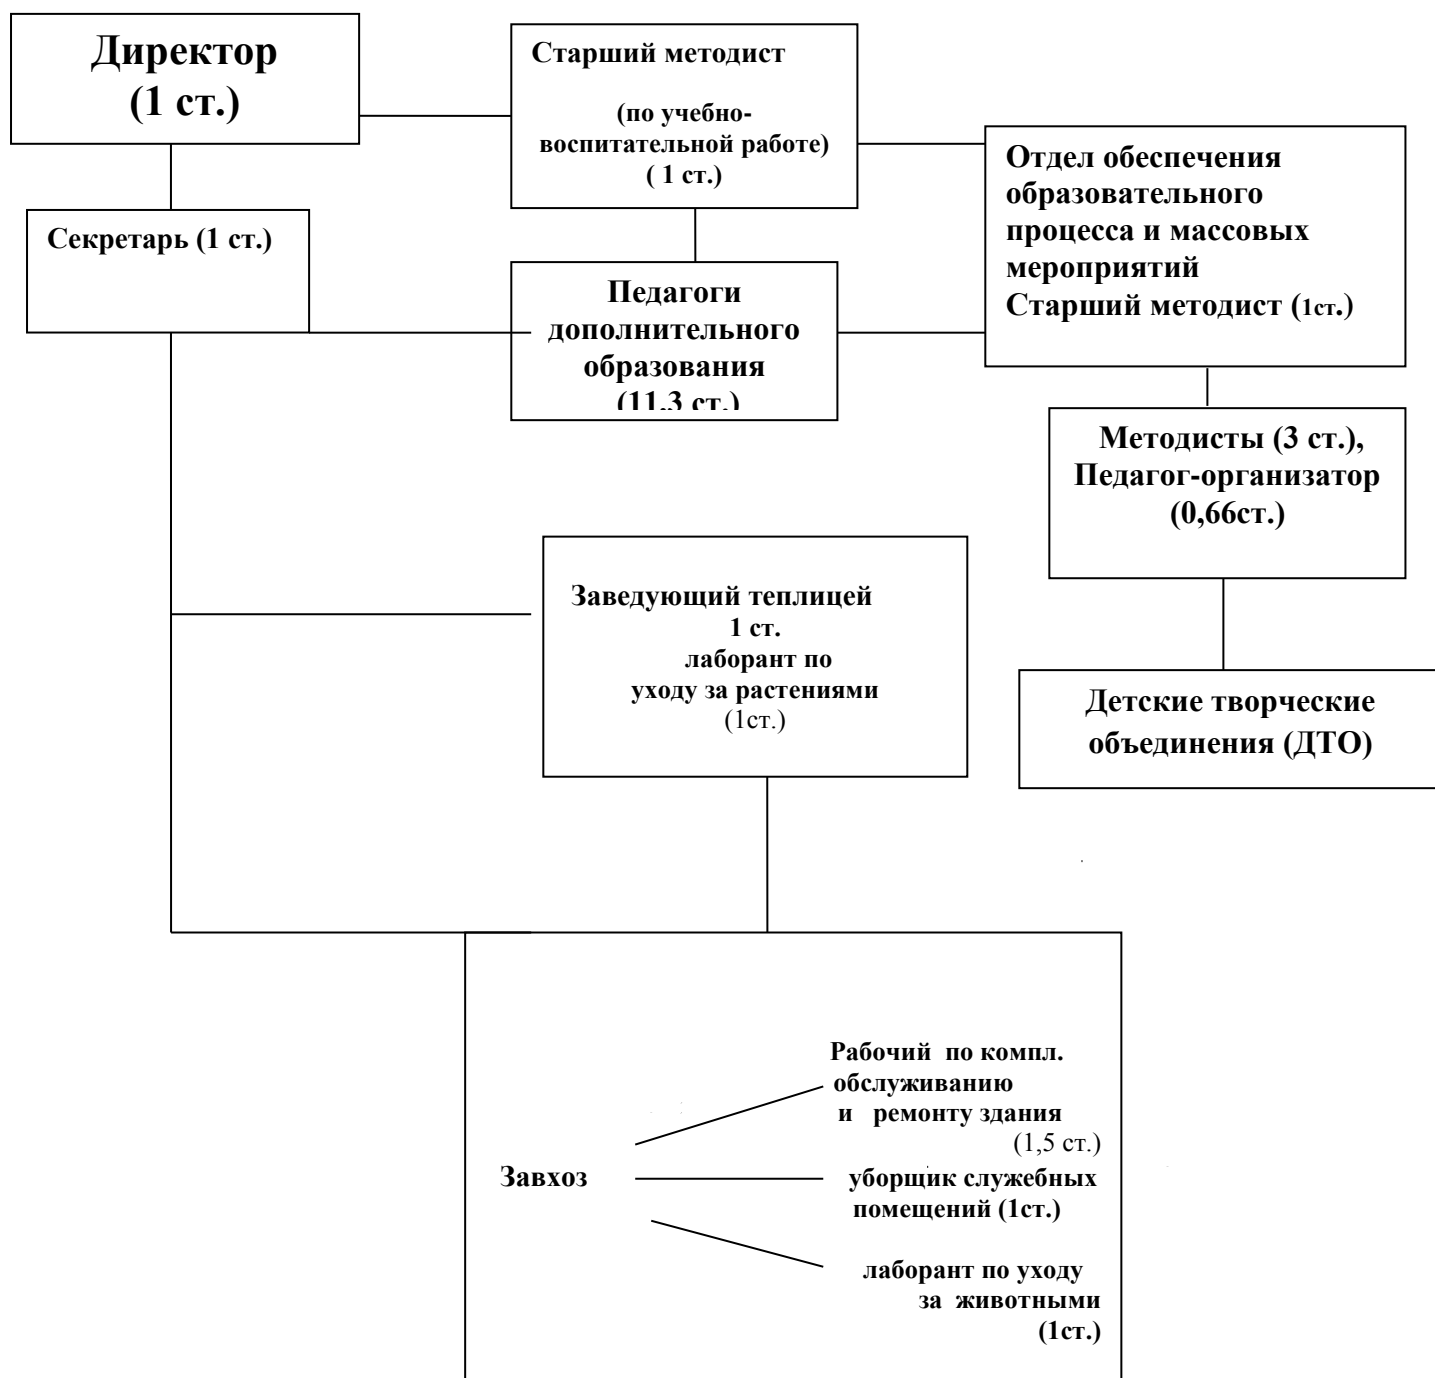 Директор
(1 ст.)
Старший методист
(по учебно-
воспитательной работе)
( 1 ст.)
Отдел обеспечения
образовательного
процесса и массовых
мероприятий
Старший методист (1ст.)
Секретарь (1 ст.)
Педагоги
дополнительного
образования
(11.3 ст.)
Методисты (3 ст.),
Педагог-организатор
(0,66ст.)
Заведующий теплицей
1 ст.
лаборант по
уходу за растениями
(1ст.)
Детские творческие
объединения (ДТО)
Завхоз
Рабочий по компл.
обслуживанию
и ремонту здания
(1,5 ст.)
уборщик служебных
помещений (1ст.)
лаборант по уходу
за животными
(1ст.)